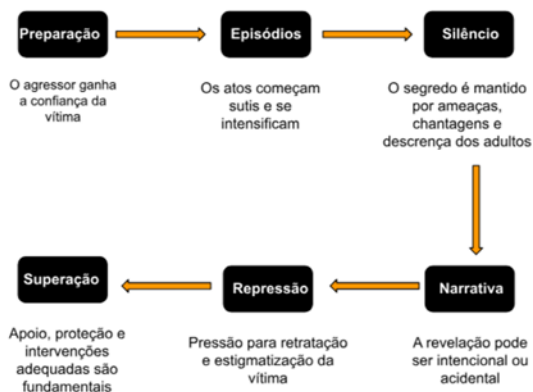 Preparação
O agressor ganha
a confiança da
vítima
Episódios
Os atos começam
sutis e se
intensificam
Silêncio
O segredo é mantido
por ameaças,
chantagens e
descrença dos adultos
Narrativa
A revelação pode
ser intencional ou
acidental
Repressão
Pressão para retratação
e estigmatização da
vítima
Superação
Apoio, proteção e
intervenções
adequadas são
fundamentais